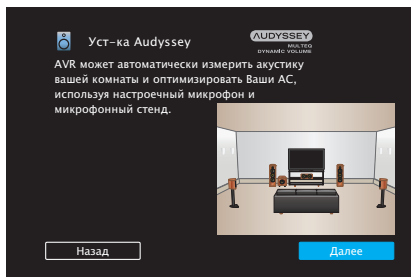 Уст-ка Audyssey
AUDYSSEY
MULTEQ
DYNAMIC VOLUME
AVR может автоматически измерить акустику
вашей комнаты и оптимизировать Ваши АС,
используя настроечный микрофон и
микрофонный стенд.
Назад
Далее